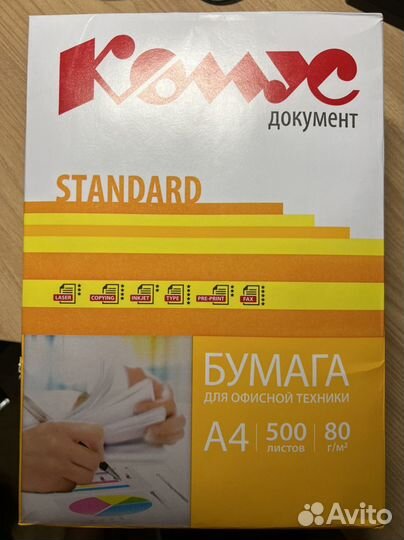 Комус
документ
STANDARD
LASER COPYING INKJET TYPE PRE-PRINT FAX
БУМАГА
ДЛЯ ОФИСНОЙ ТЕХНИКИ
А4 500 листов 80 г/м²
Avito